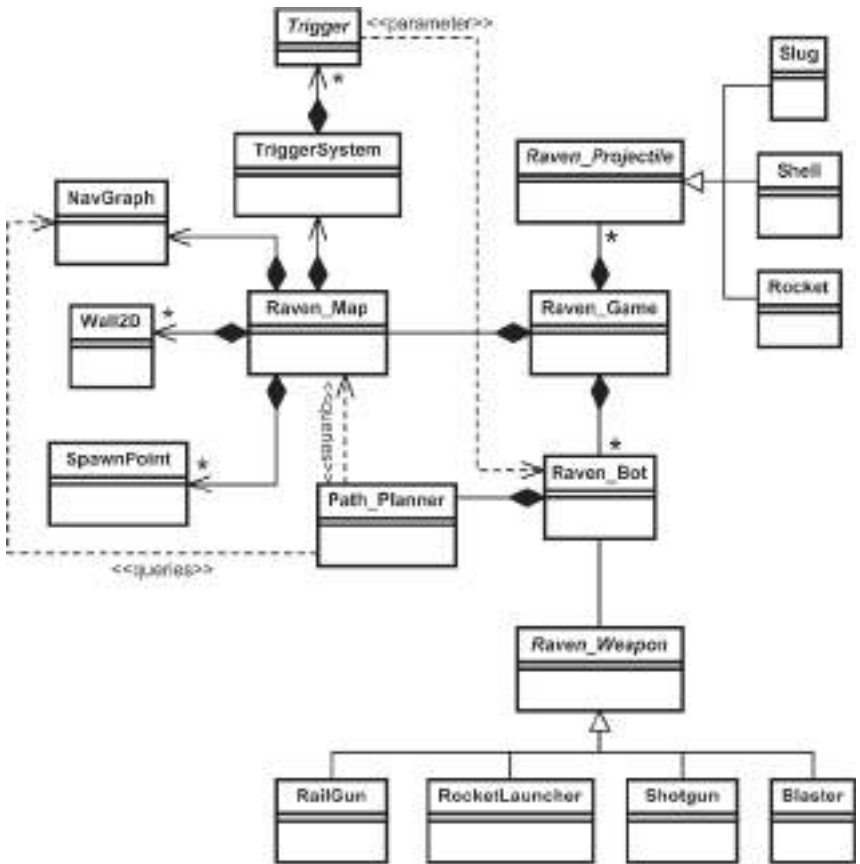 Trigger
<<parameter>>
*
Slug
TriggerSystem
Raven_Projectile
Shell
NavGraph
*
Raven_Map
Raven_Game
Rocket
Wall2D
*
<<queries>>
*
SpawnPoint
*
Raven_Bot
Path_Planner
<<queries>>
Raven_Weapon
RailGun
RocketLauncher
Shotgun
Blaster